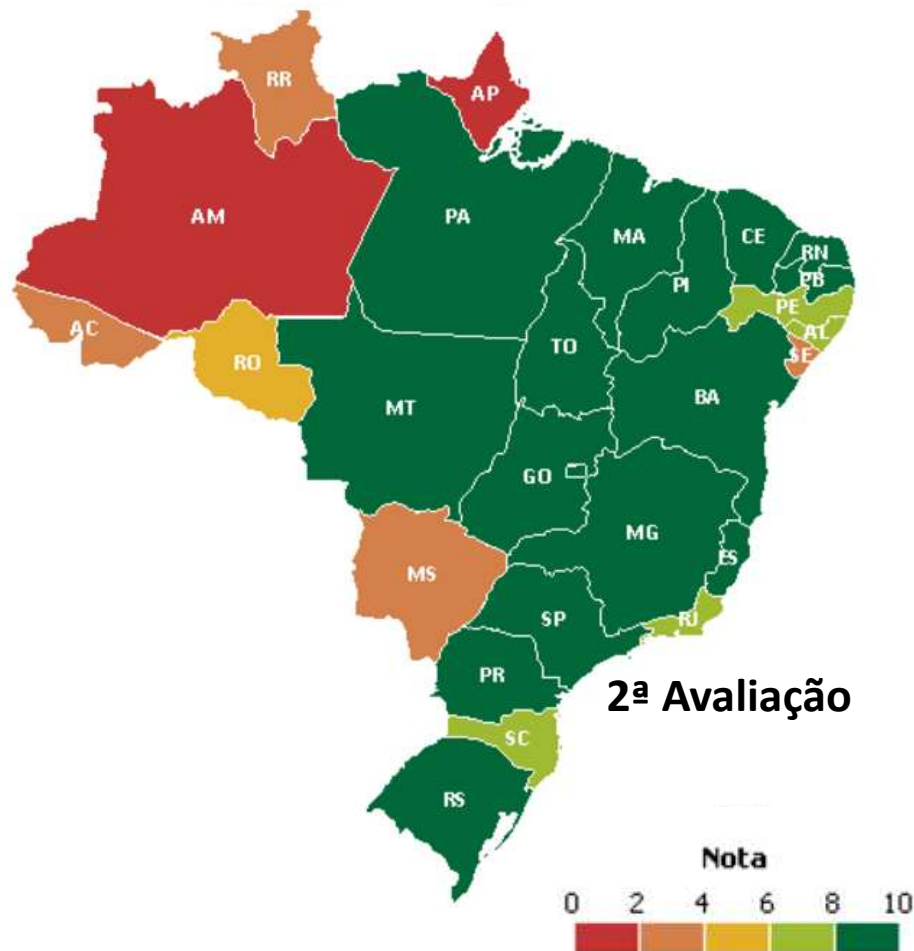 RR
AP
AM
PA
MA
CE
RN
PB
PI
PE
AL
SE
AC
RO
TO
BA
MT
GO
MG
ES
MS
SP
RJ
PR
2ª Avaliação
SC
RS
Nota
0 2 4 6 8 10